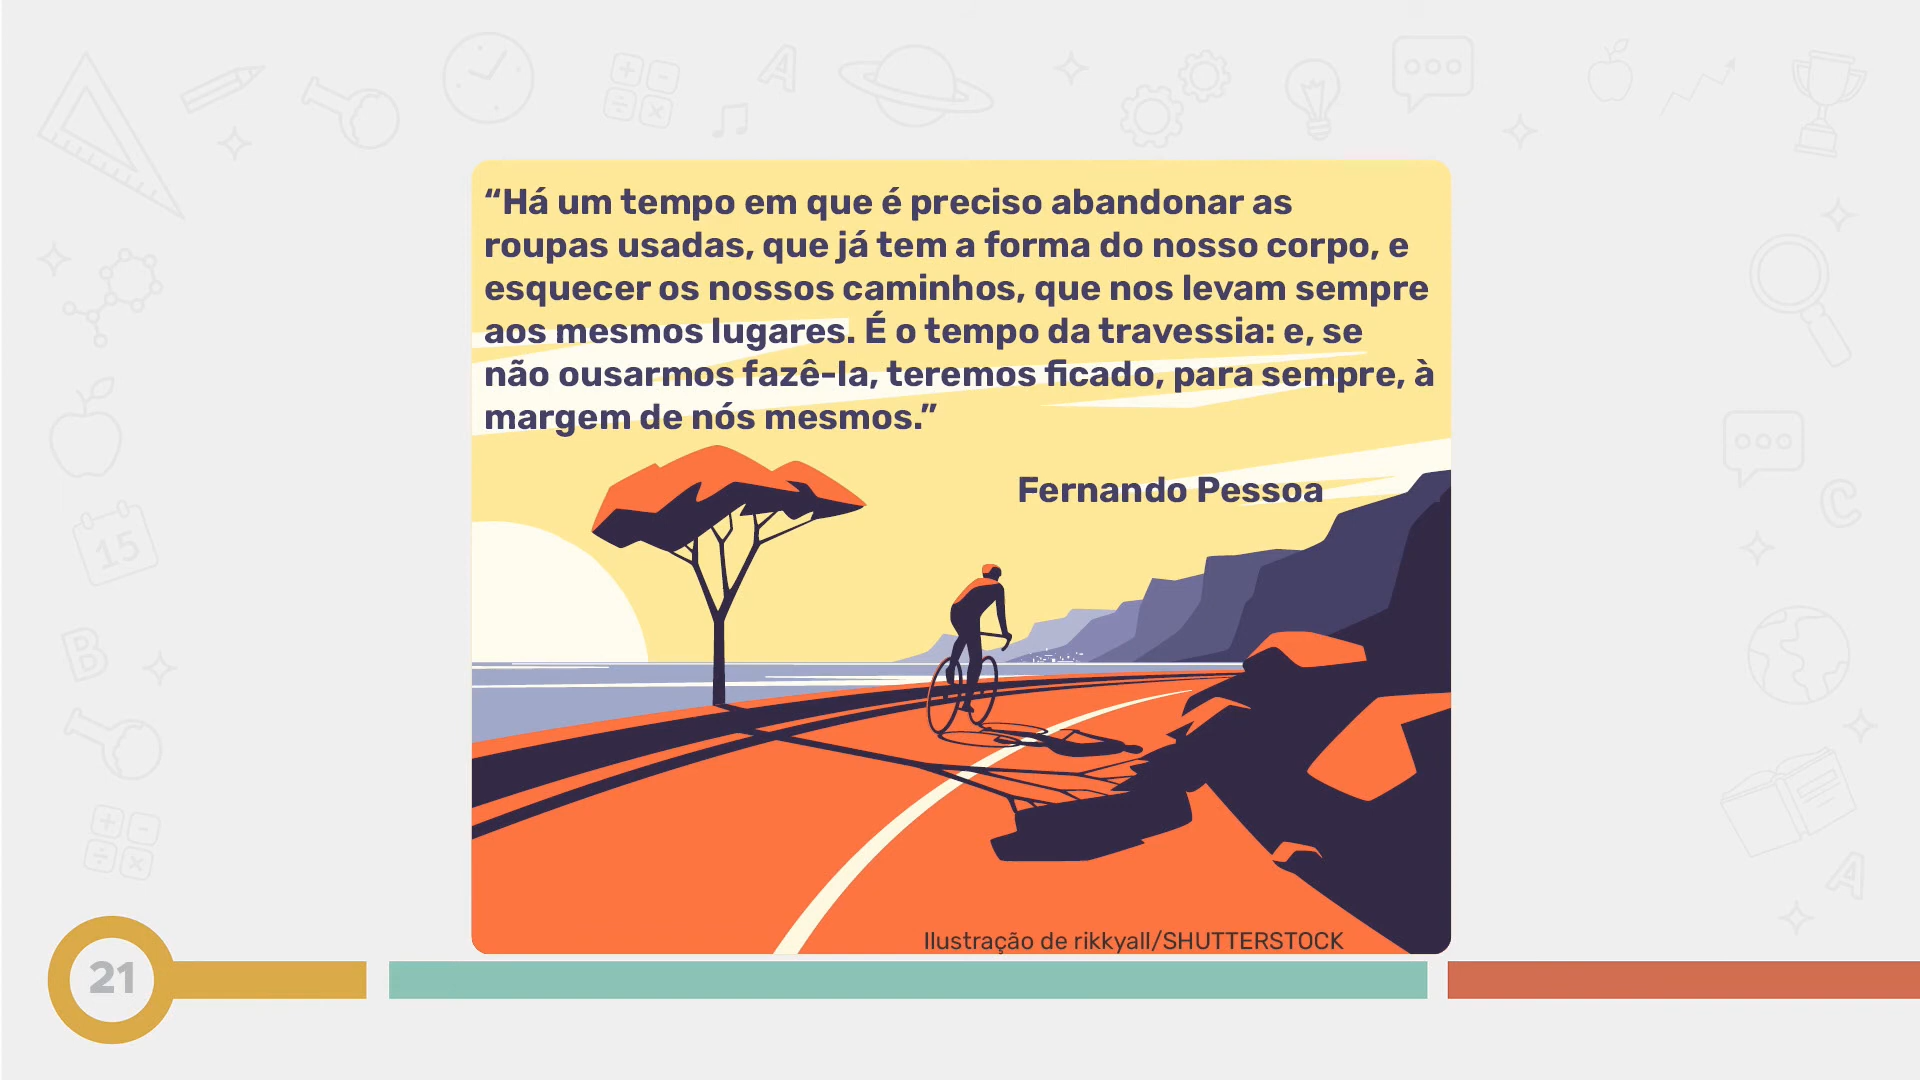 “Há um tempo em que é preciso abandonar as
roupas usadas, que já tem a forma do nosso corpo, e
esquecer os nossos caminhos, que nos levam sempre
aos mesmos lugares. É o tempo da travessia: e, se
não ousarmos fazê-la, teremos ficado, para sempre, à
margem de nós mesmos.”
Fernando Pessoa
Ilustração de rikkyall/SHUTTERSTOCK
21
A
C
15
B
A